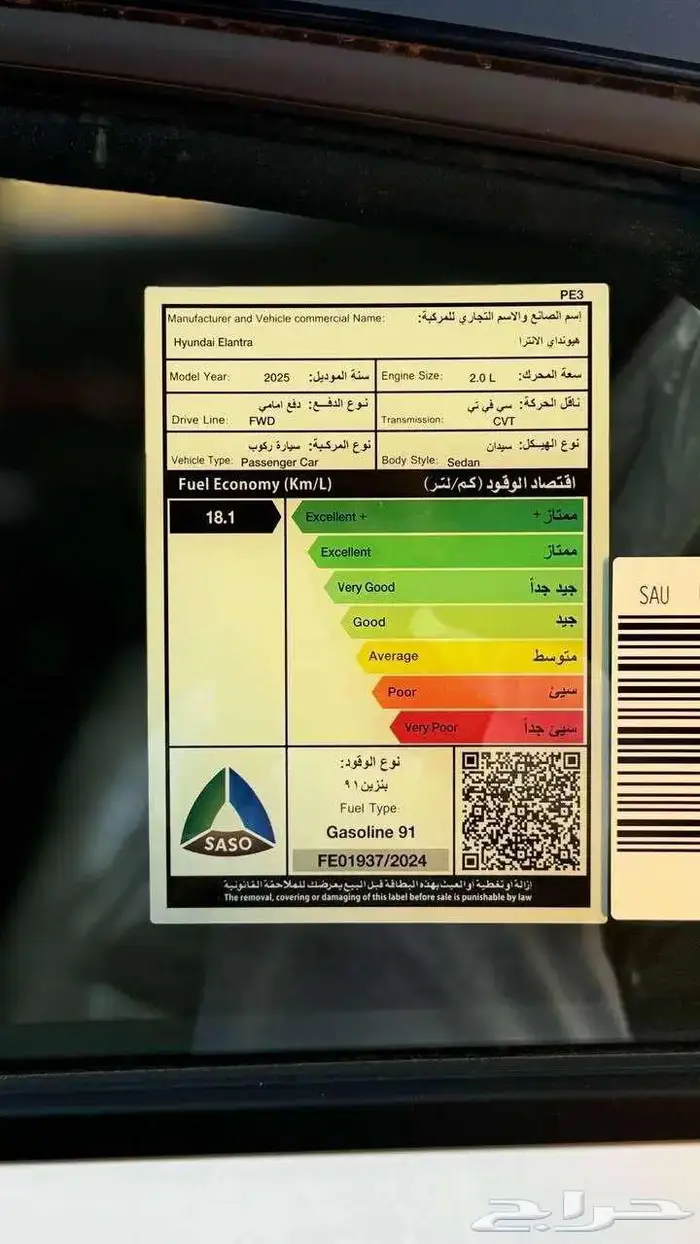 PE3
Manufacturer and Vehicle commercial Name: إسم الصانع والاسم التجاري للمركبة:
Hyundai Elantra هيونداي الانترا
Model Year: 2025 سنة الموديل:
Engine Size: 2.0 L سعة المحرك:
نوع الدفع: دفع امامي
Drive Line: FWD
ناقل الحركة: سي في تي
Transmission: CVT
نوع المركبة: سيارة ركوب
Vehicle Type: Passenger Car
نوع الهيكل: سيدان
Body Style: Sedan
Fuel Economy (Km/L) اقتصاد الوقود (كم/لتر)
18.1
Excellent + ممتاز +
Excellent ممتاز
Very Good جيد جداً
Good جيد
Average متوسط
Poor سيئ
Very Poor سيئ جداً
SASO
نوع الوقود:
بنزين ٩١
Fuel Type
Gasoline 91
FE01937/2024
إزالة أو تغطية أو العبث بهذه البطاقة قبل البيع يعرضك للملاحقة القانونية
The removal, covering or damaging of this label before sale is punishable by law
SAU
حراج